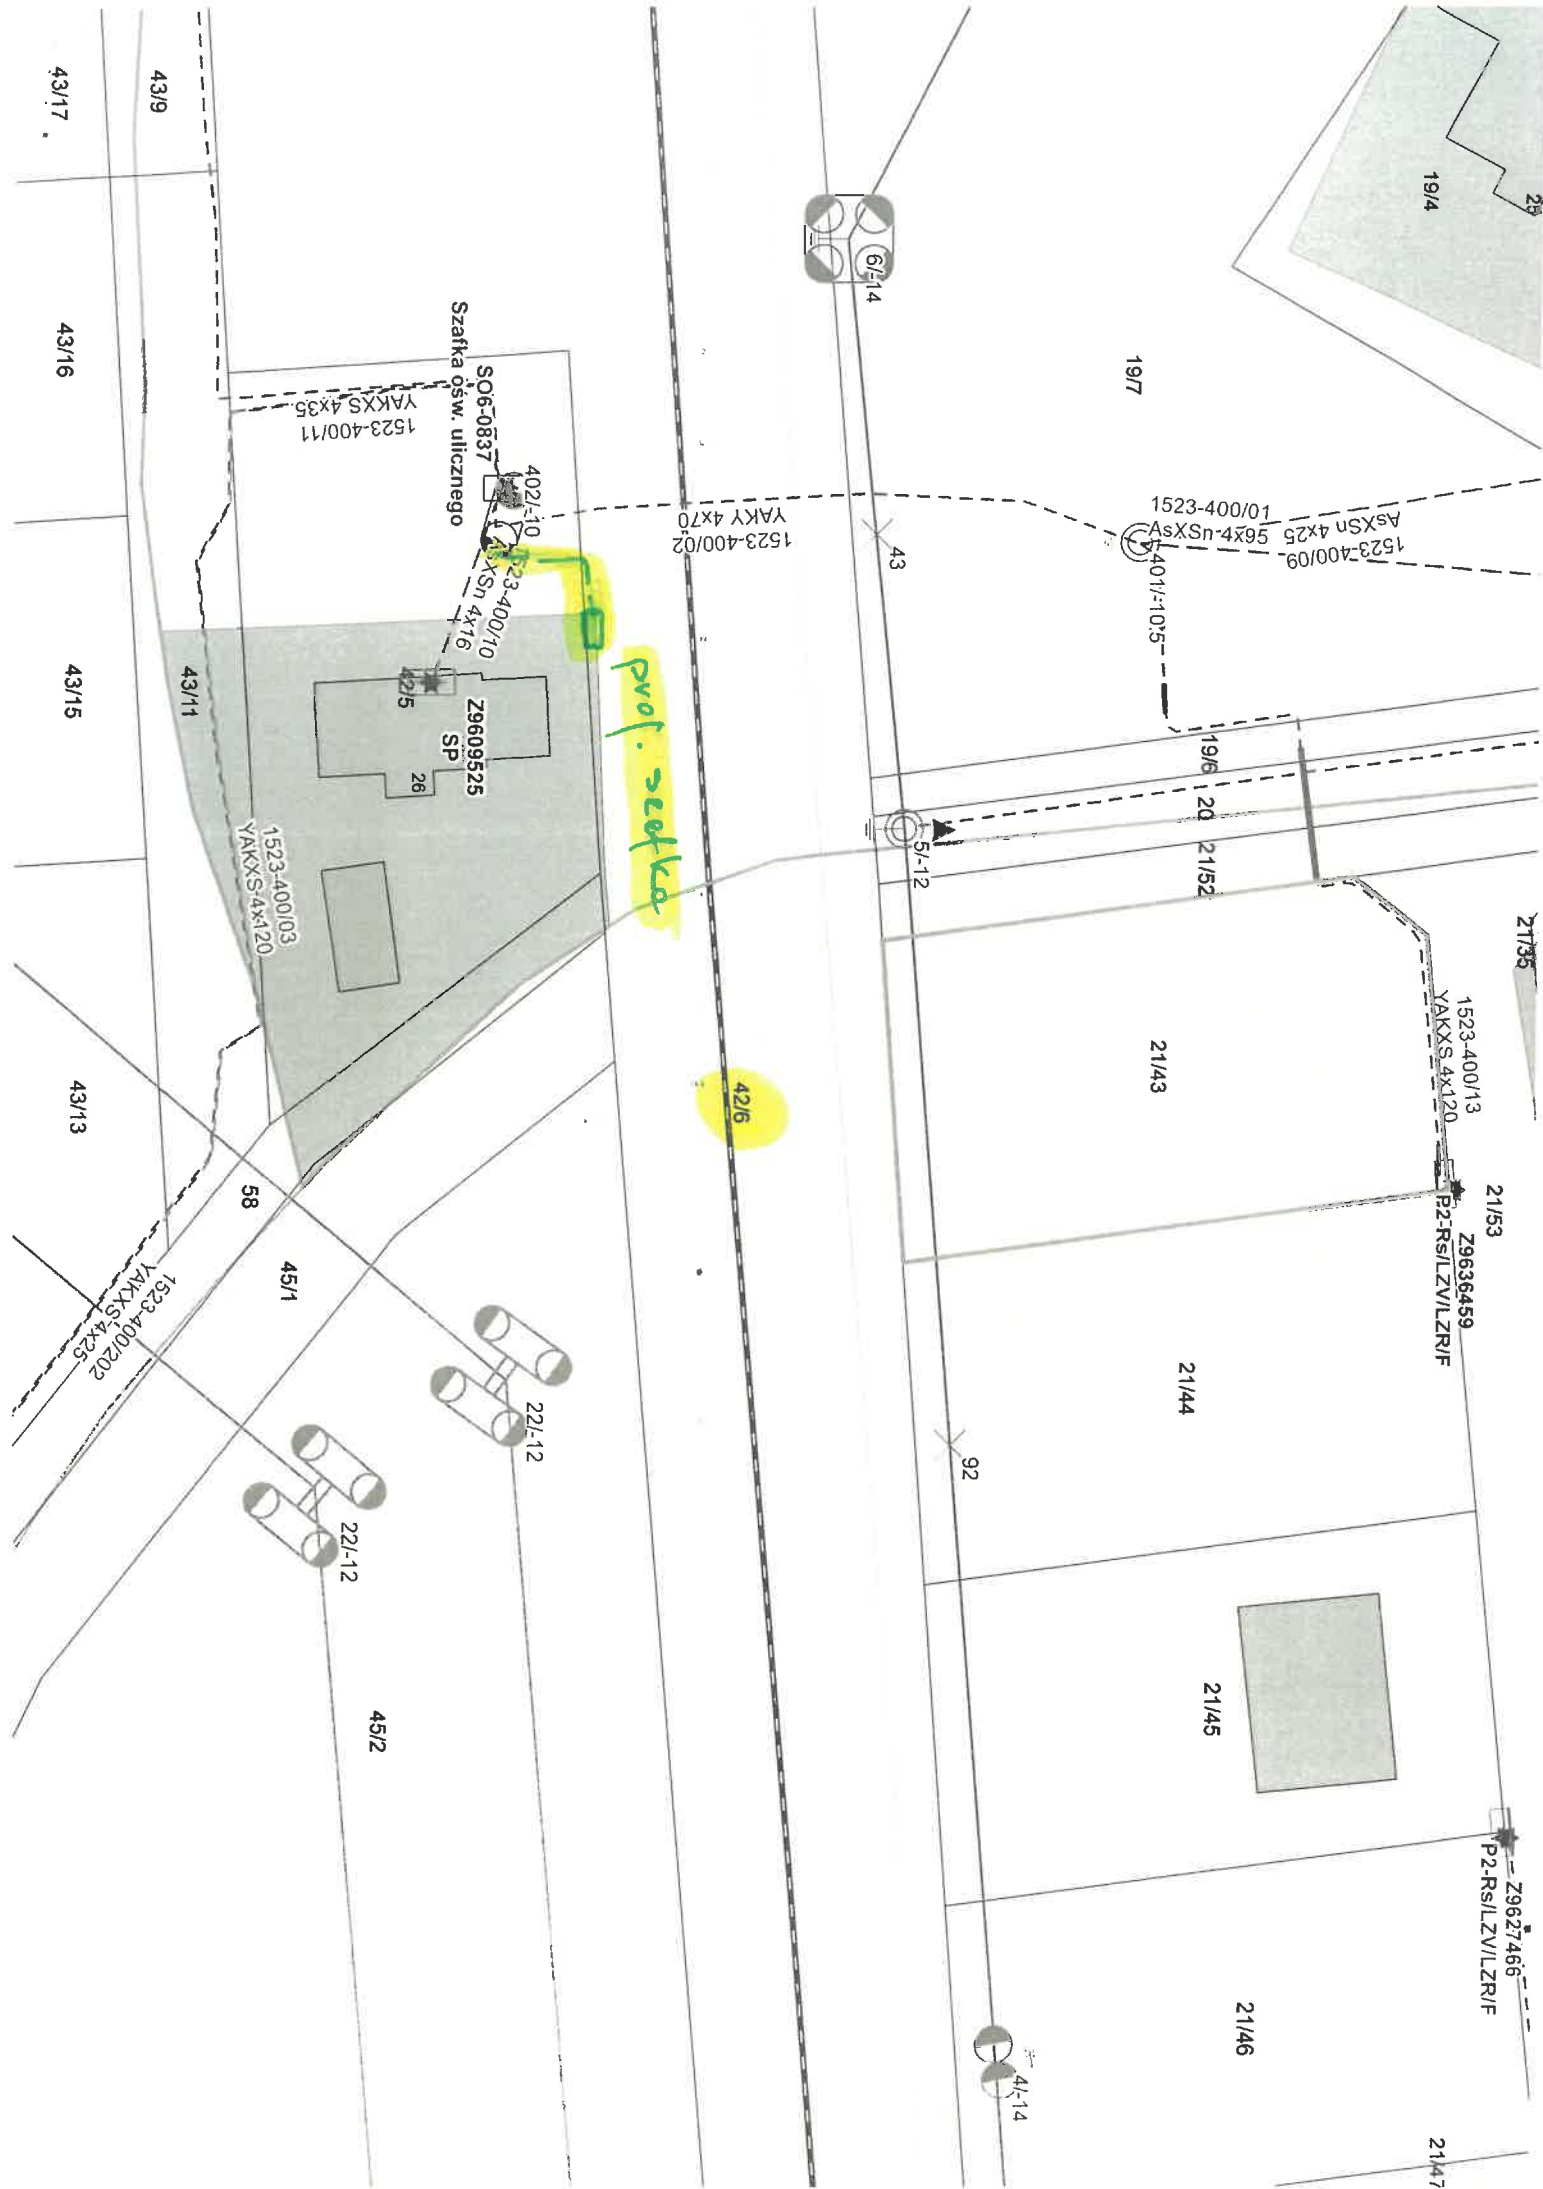 25
19/4
19/7
6/-14
43/9
43/17
43/16
43/15
43/13
43/11
Szafka ośw. ulicznego
SO6-0837
1523-400/11
YAKXS 4x35
402/-10
1523-400/02
YAKY 4x70
43
1523-400/01
AsXSn 4x95
1523-400/09
AsXSn 4x25
401/-10.5
523-400/10
XSn 4x16
42/5
Z9609525
SP
26
prof. szafka
1523-400/03
YAKXS 4x120
19/6
20
21/52
5/-12
21/35
1523-400/13
YAKXS 4x120
21/43
21/53
Z9636459
P2-Rs/LZV/LZR/F
42/6
58
45/1
1523-400/202
YAKXS 4x25
22/-12
22/-12
21/44
92
45/2
21/45
Z9627466
P2-Rs/LZV/LZR/F
21/46
4/-14
21/47